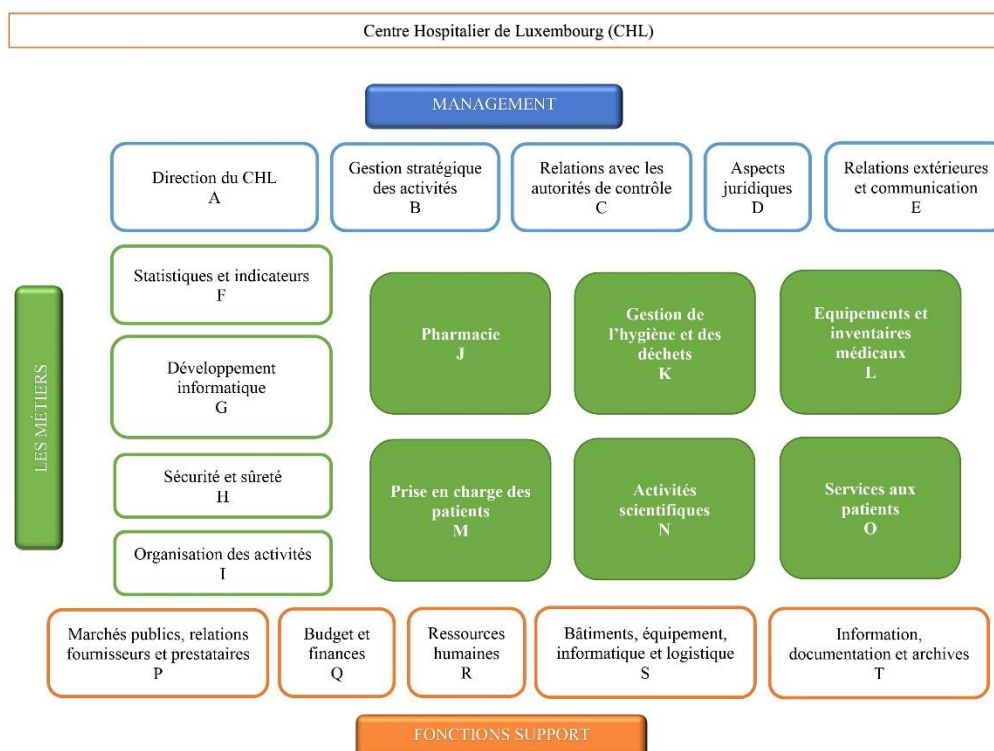 Centre Hospitalier de Luxembourg (CHL)
MANAGEMENT
Direction du CHL
A
Gestion stratégique
des activités
B
Relations avec les
autorités de contrôle
C
Aspects
juridiques
D
Relations extérieures
et communication
E
LES MÉTIERS
Statistiques et indicateurs
F
Développement
informatique
G
Sécurité et sûreté
H
Organisation des activités
I
Pharmacie
J
Gestion de
l’hygiène et des
déchets
K
Equipements et
inventaires
médicaux
L
Prise en charge des
patients
M
Activités
scientifiques
N
Services aux
patients
O
Marchés publics, relations
fournisseurs et prestataires
P
Budget et
finances
Q
Ressources
humaines
R
Bâtiments, équipement,
informatique et logistique
S
Information,
documentation et archives
T
FONCTIONS SUPPORT